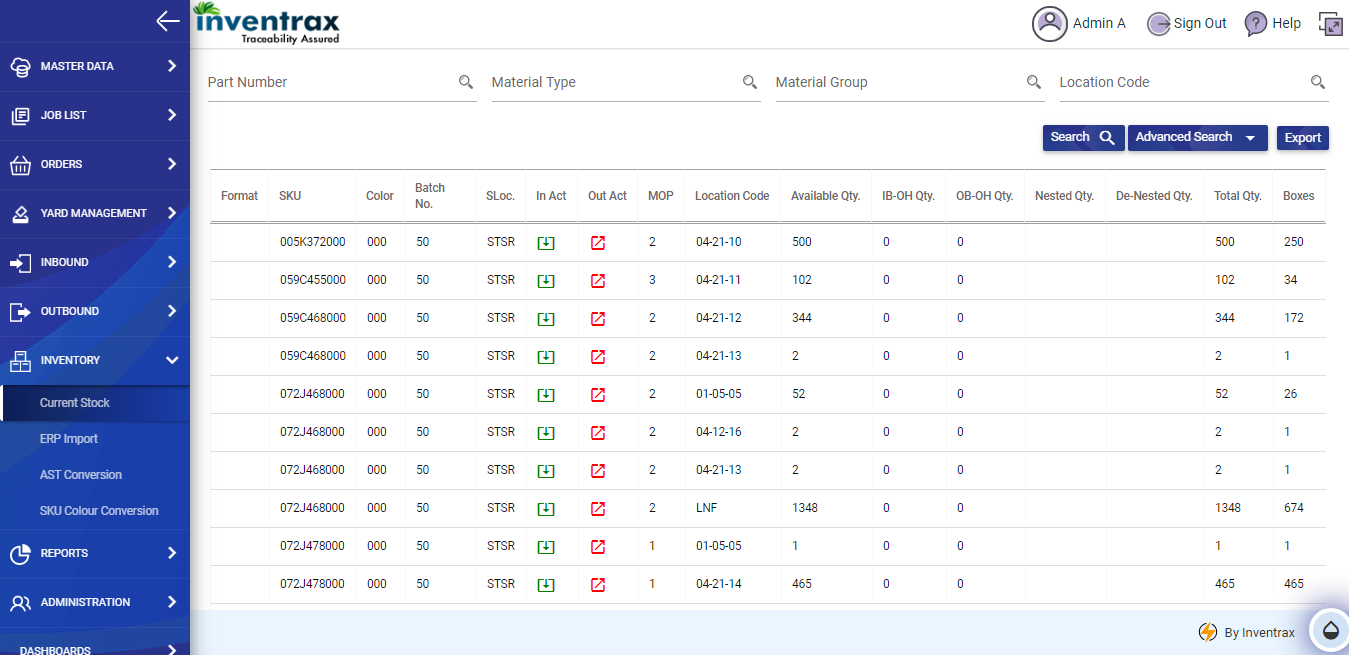 inventrax
Traceability Assured
Admin A
Sign Out
? Help
MASTER DATA
JOB LIST
ORDERS
YARD MANAGEMENT
INBOUND
OUTBOUND
INVENTORY
Current Stock
ERP Import
AST Conversion
SKU Colour Conversion
REPORTS
ADMINISTRATION
DASHBOARDS
Part Number Material Type Material Group Location Code
Search Advanced Search Export
Format SKU Color Batch No. SLoc. In Act Out Act MOP Location Code Available Qty. IB-OH Qty. OB-OH Qty. Nested Qty. De-Nested Qty. Total Qty. Boxes
005K372000 000 50 STSR 2 04-21-10 500 0 0 500 250
059C455000 000 50 STSR 3 04-21-11 102 0 0 102 34
059C468000 000 50 STSR 2 04-21-12 344 0 0 344 172
059C468000 000 50 STSR 2 04-21-13 2 0 0 2 1
072J468000 000 50 STSR 2 01-05-05 52 0 0 52 26
072J468000 000 50 STSR 2 04-12-16 2 0 0 2 1
072J468000 000 50 STSR 2 04-21-13 2 0 0 2 1
072J468000 000 50 STSR 2 LNF 1348 0 0 1348 674
072J478000 000 50 STSR 1 01-05-05 1 0 0 1 1
072J478000 000 50 STSR 1 04-21-14 465 0 0 465 465
By Inventrax